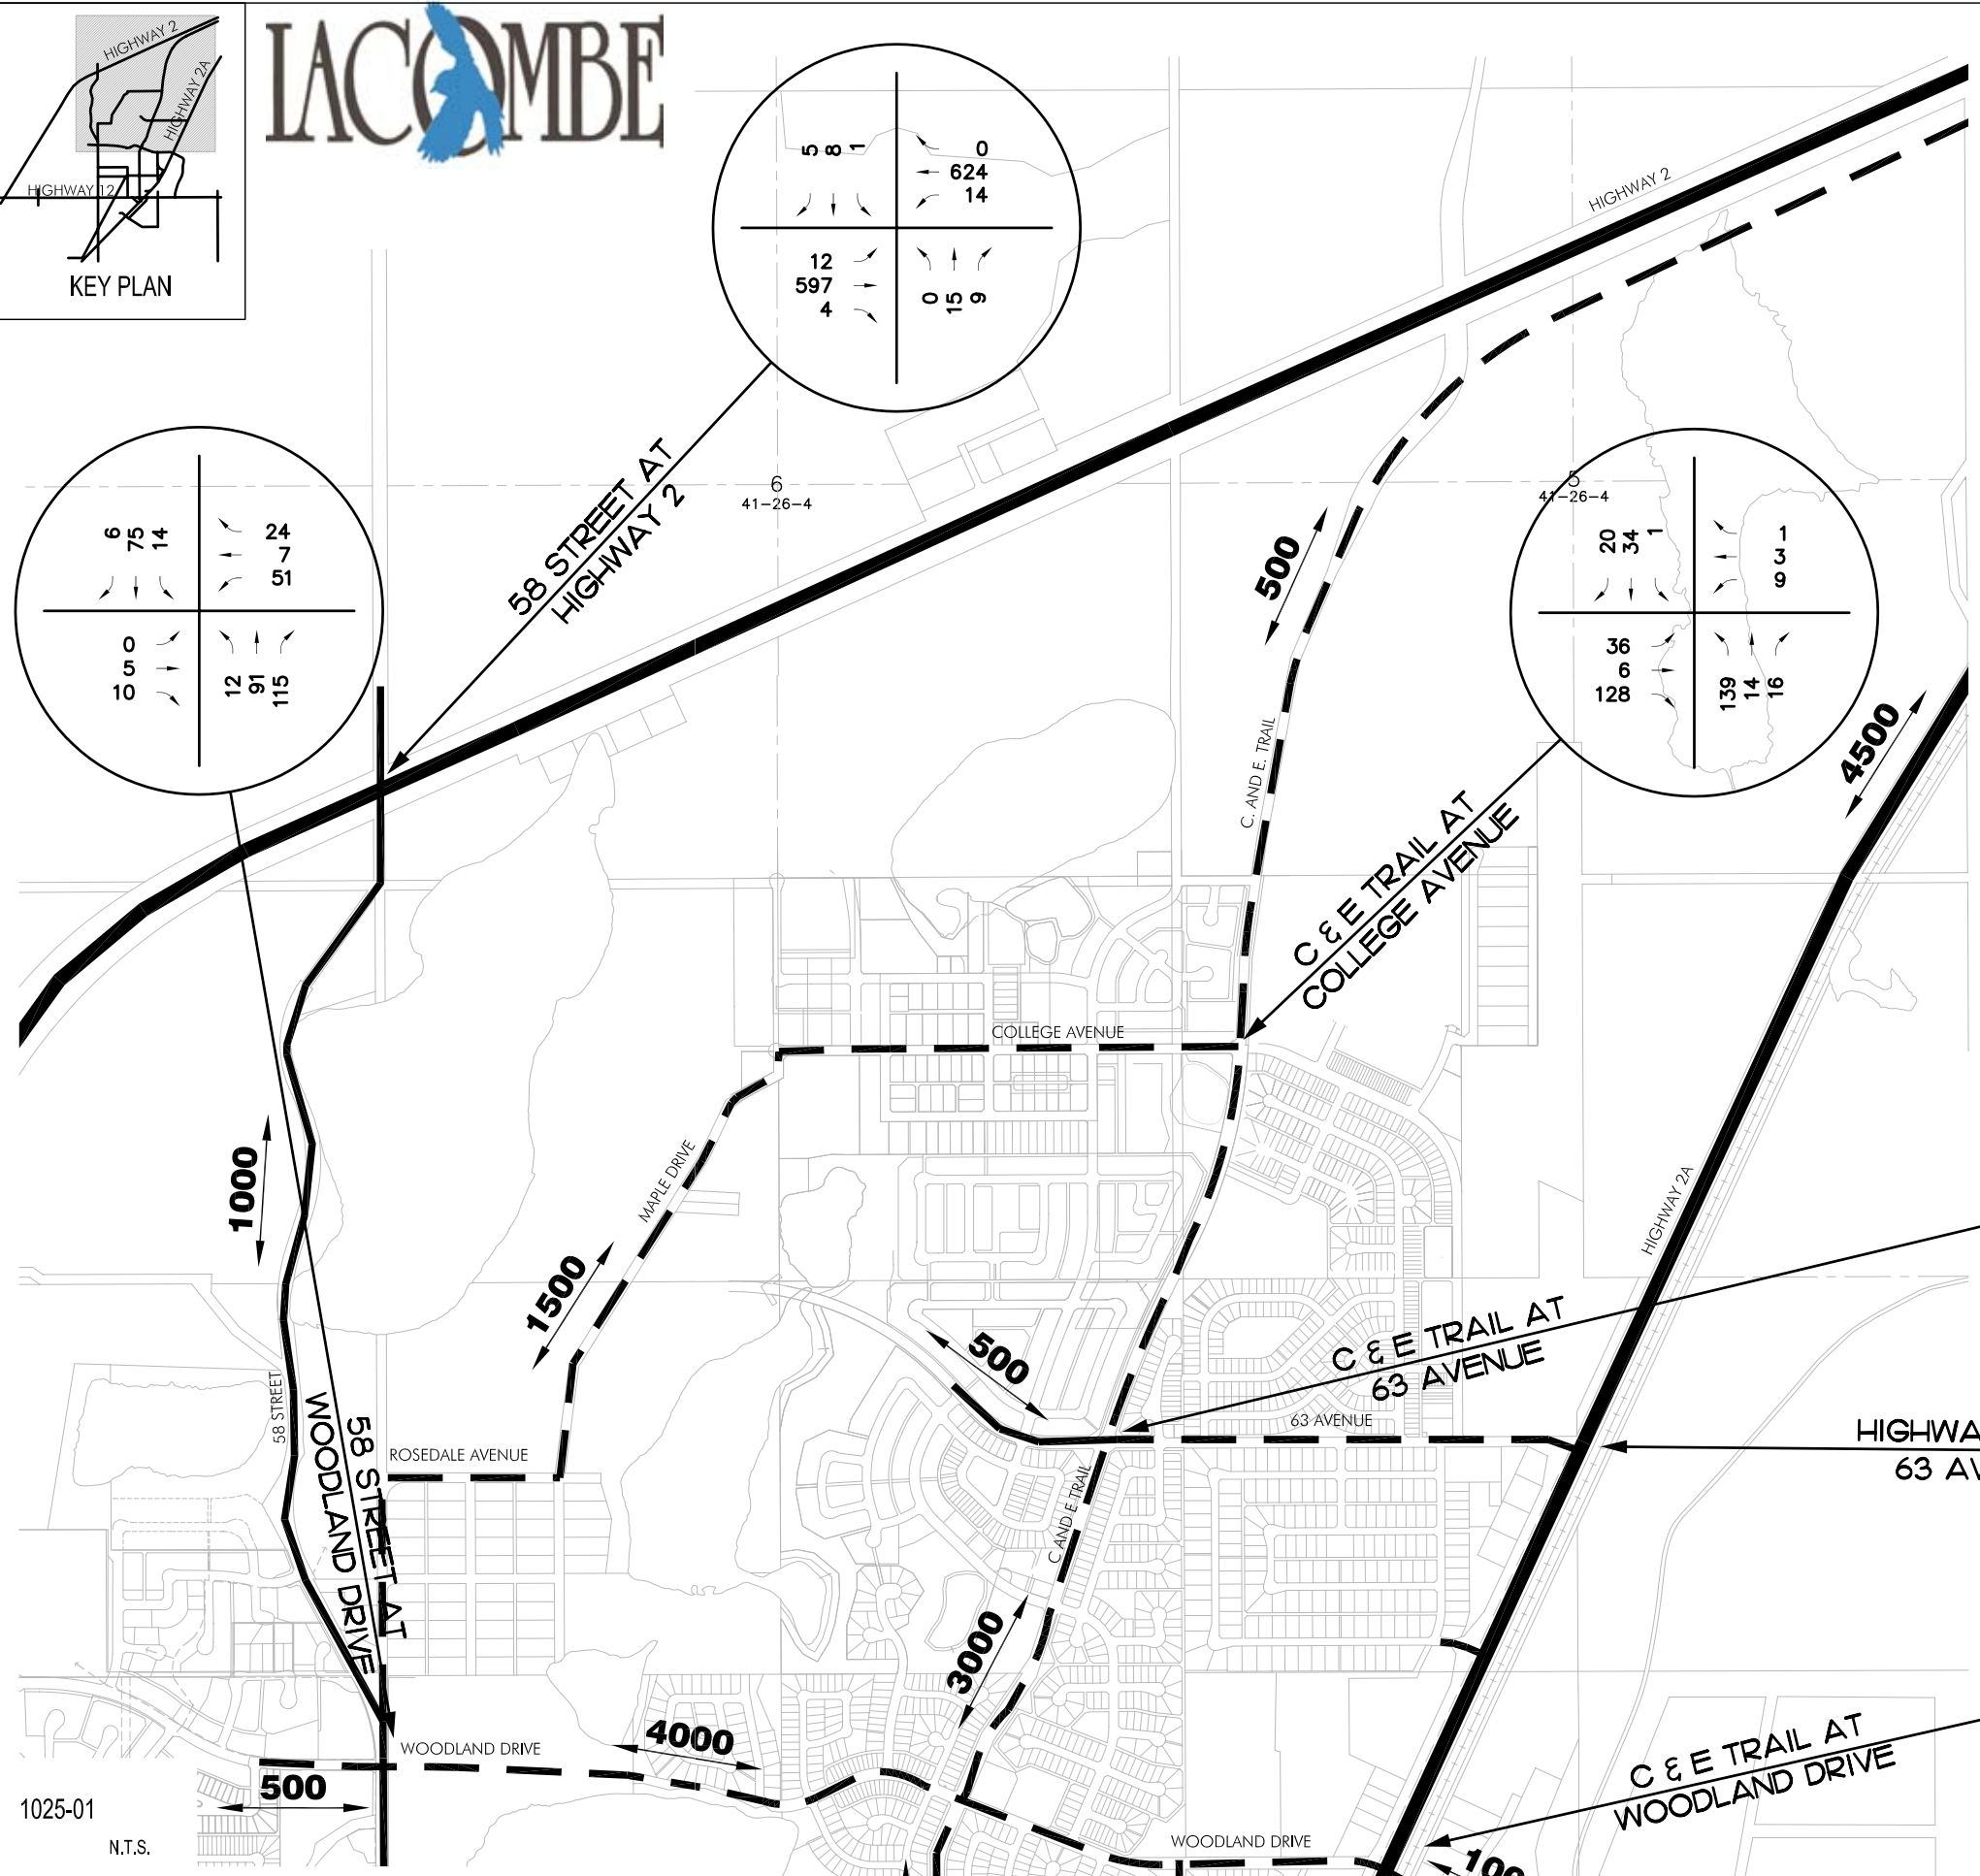 HIGHWAY 2
HIGHWAY 2A
HIGHWAY 12
KEY PLAN
LACOMBE
5 8 1
0
624
14
12
597
4
0 15 9
HIGHWAY 2
58 STREET AT
HIGHWAY 2
6
41-26-4
5
41-26-4
6 75 14
24
7
51
0
5
10
12 91 115
20 34 1
1
3
9
36
6
128
139 14 16
500
4500
C. AND E. TRAIL
C & E TRAIL AT
COLLEGE AVENUE
COLLEGE AVENUE
1000
MAPLE DRIVE
1500
HIGHWAY 2A
500
C & E TRAIL AT
63 AVENUE
63 AVENUE
58 STREET
58 STREET AT
WOODLAND DRIVE
ROSEDALE AVENUE
C AND E TRAIL
HIGHWA
63 AV
3000
4000
WOODLAND DRIVE
500
C & E TRAIL AT
WOODLAND DRIVE
WOODLAND DRIVE
100
1025-01
N.T.S.